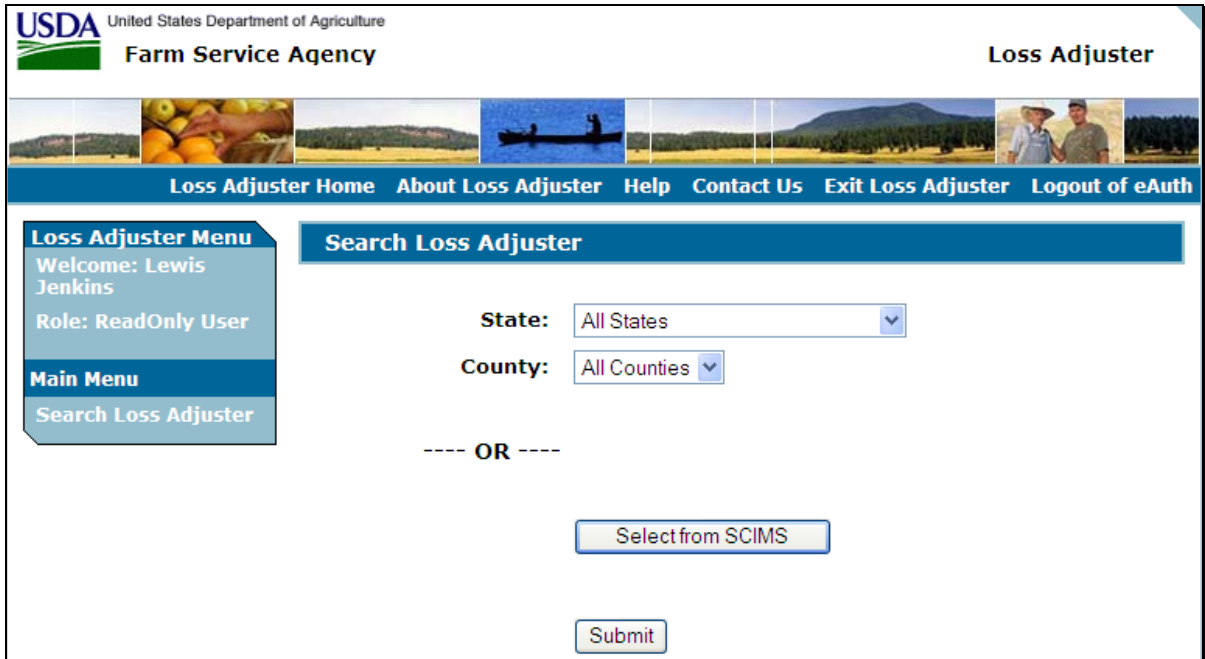 USDA United States Department of Agriculture
Farm Service Agency
Loss Adjuster
Loss Adjuster Home About Loss Adjuster Help Contact Us Exit Loss Adjuster Logout of eAuth
Loss Adjuster Menu
Welcome: Lewis
Jenkins
Role: ReadOnly User
Main Menu
Search Loss Adjuster
Search Loss Adjuster
State: All States
County: All Counties
---- OR ----
Select from SCIMS
Submit